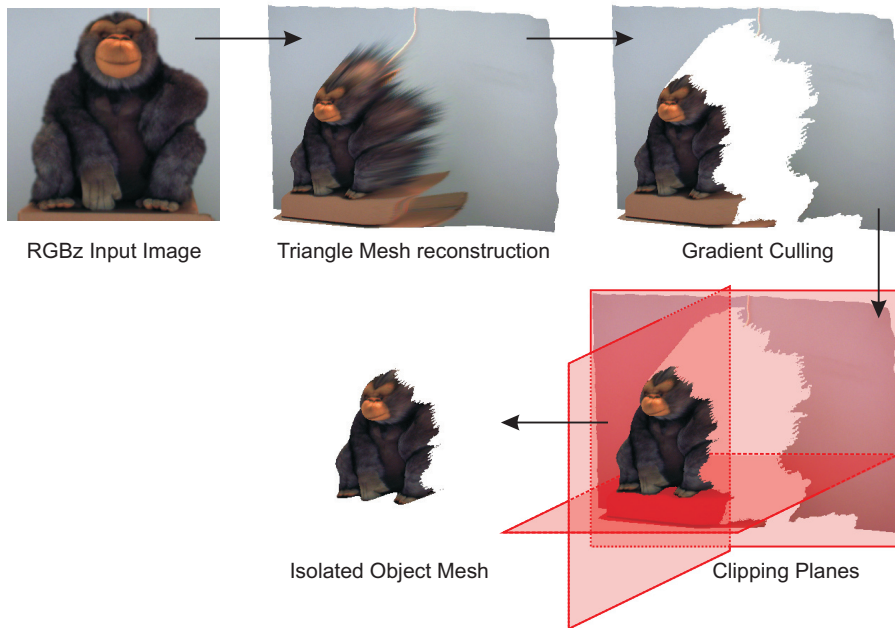 RGBz Input Image
Triangle Mesh reconstruction
Gradient Culling
Isolated Object Mesh
Clipping Planes